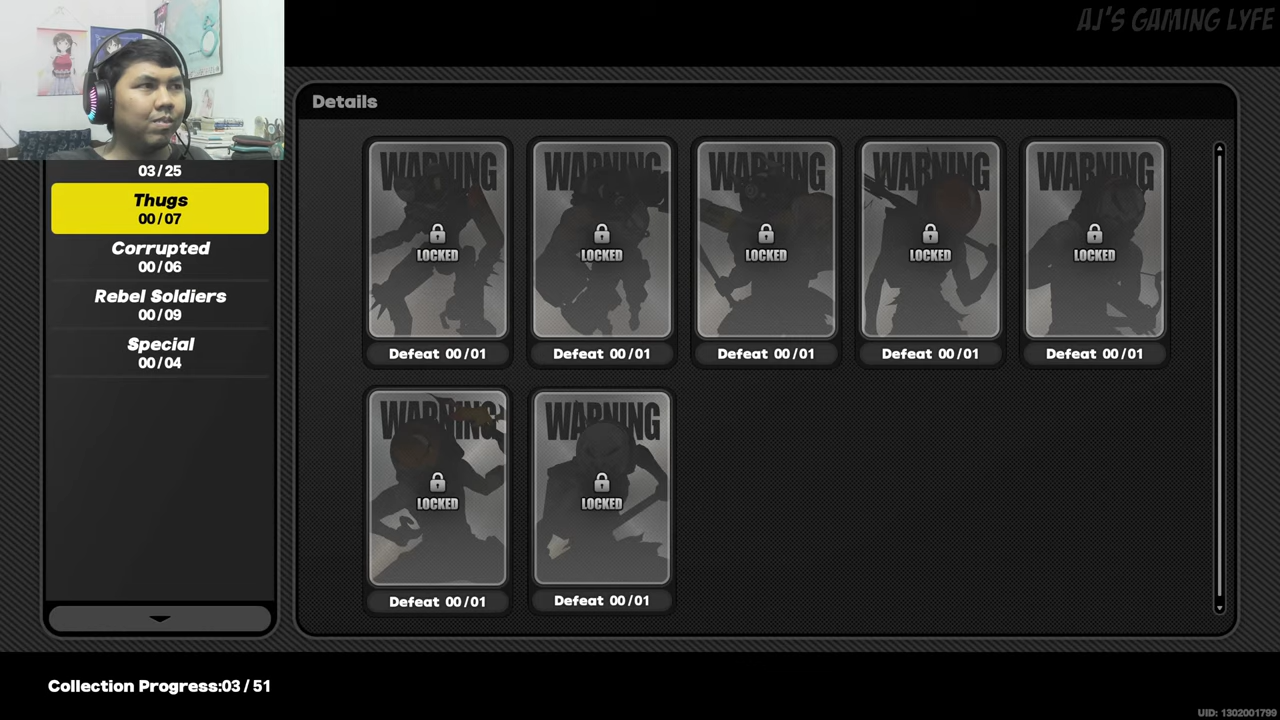 AJ'S GAMING LYFE
Details
03/25
Thugs
00/07
Corrupted
00/06
Rebel Soldiers
00/09
Special
00/04
WARNING WARNING WARNING WARNING WARNING
LOCKED LOCKED LOCKED LOCKED LOCKED
Defeat 00/01 Defeat 00/01 Defeat 00/01 Defeat 00/01 Defeat 00/01
WARNING WARNING
LOCKED LOCKED
Defeat 00/01 Defeat 00/01
Collection Progress:03 / 51
UID: 1302001799